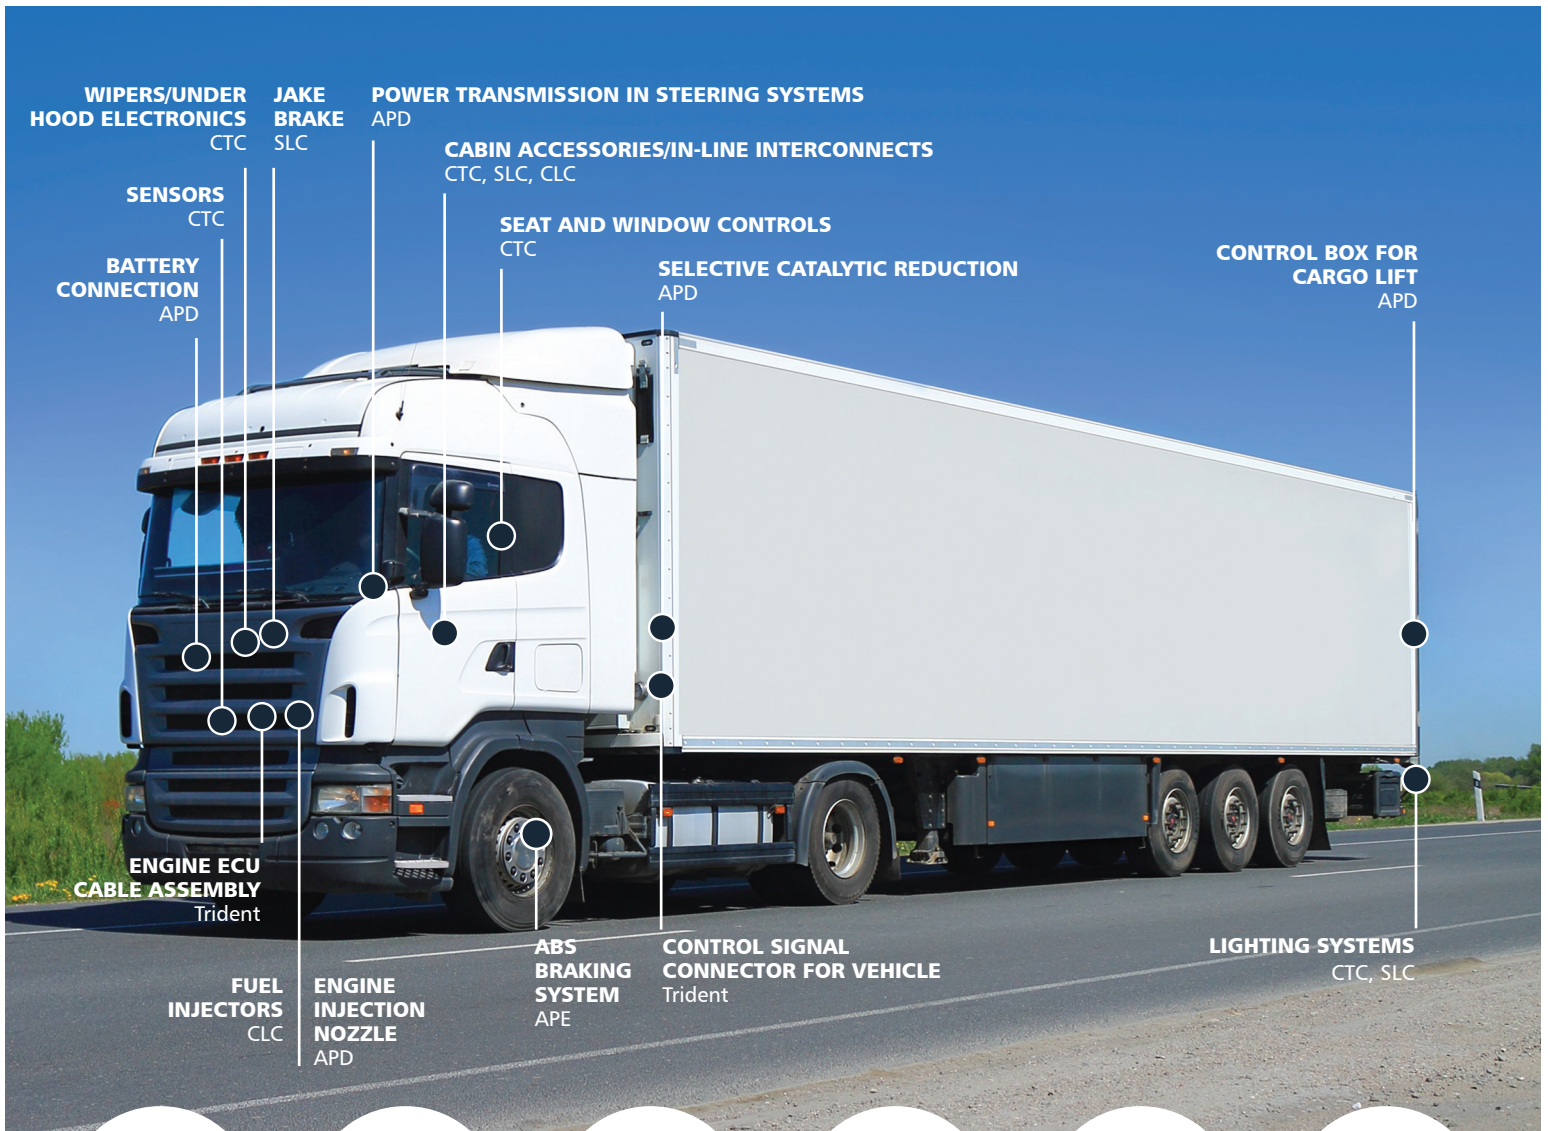 WIPERS/UNDER
HOOD ELECTRONICS
CTC
JAKE
BRAKE
SLC
POWER TRANSMISSION IN STEERING SYSTEMS
APD
CABIN ACCESSORIES/IN-LINE INTERCONNECTS
CTC, SLC, CLC
SENSORS
CTC
SEAT AND WINDOW CONTROLS
CTC
BATTERY
CONNECTION
APD
SELECTIVE CATALYTIC REDUCTION
APD
CONTROL BOX FOR
CARGO LIFT
APD
ENGINE ECU
CABLE ASSEMBLY
Trident
FUEL
INJECTORS
CLC
ENGINE
INJECTION
NOZZLE
APD
ABS
BRAKING
SYSTEM
APE
CONTROL SIGNAL
CONNECTOR FOR VEHICLE
Trident
LIGHTING SYSTEMS
CTC, SLC